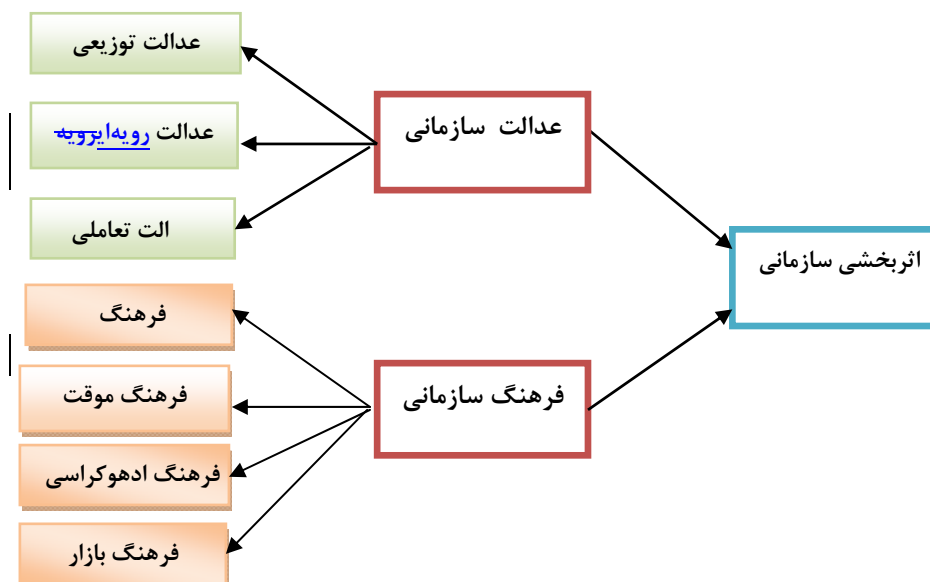 عدالت توزیعی
عدالت سازمانی
عدالت رویه‌ایرویه
الت تعاملی
اثربخشی سازمانی
فرهنگ
فرهنگ موقت
فرهنگ سازمانی
فرهنگ ادهوکراسی
فرهنگ بازار